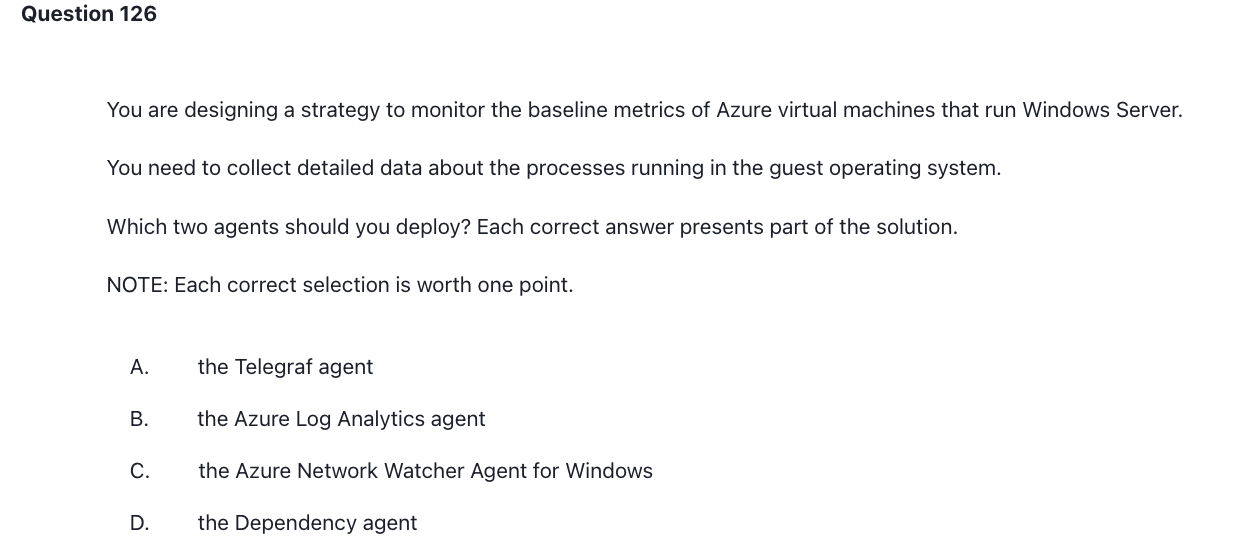 Question 126
You are designing a strategy to monitor the baseline metrics of Azure virtual machines that run Windows Server.
You need to collect detailed data about the processes running in the guest operating system.
Which two agents should you deploy? Each correct answer presents part of the solution.
NOTE: Each correct selection is worth one point.
A. the Telegraf agent
B. the Azure Log Analytics agent
C. the Azure Network Watcher Agent for Windows
D. the Dependency agent